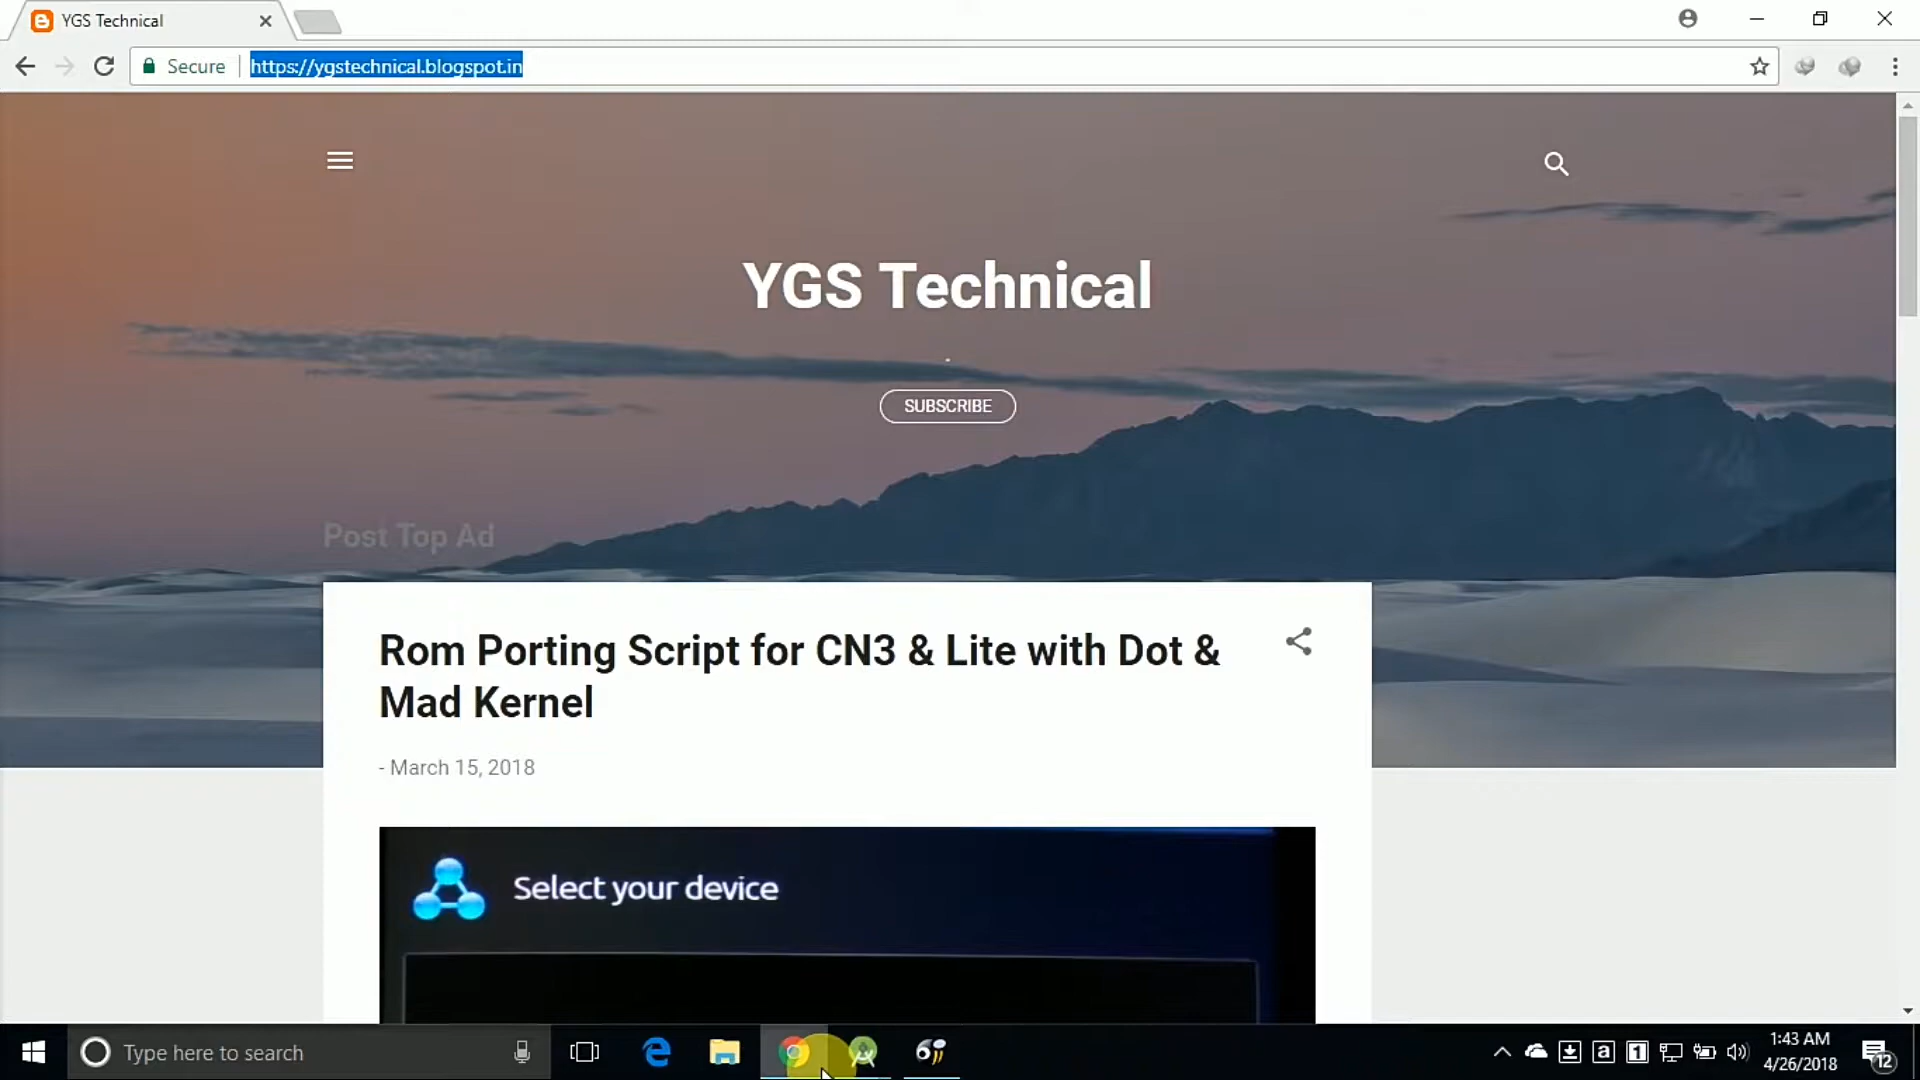 YGS Technical
Secure
https://ygstechnical.blogspot.in
YGS Technical
.
SUBSCRIBE
Post Top Ad
Rom Porting Script for CN3 & Lite with Dot &
Mad Kernel
- March 15, 2018
Select your device
Type here to search
1:43 AM
4/26/2018
12